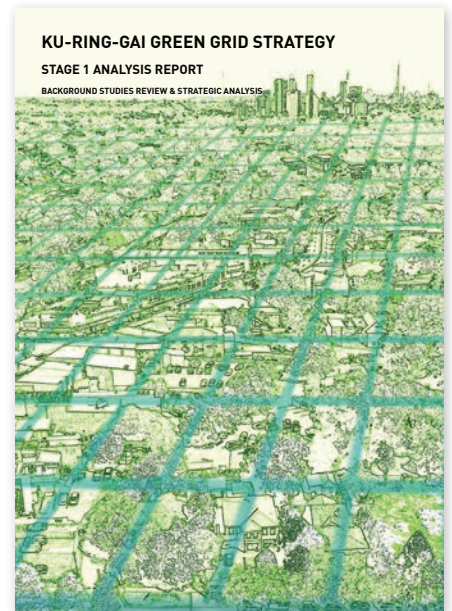 KU-RING-GAI GREEN GRID STRATEGY
STAGE 1 ANALYSIS REPORT
BACKGROUND STUDIES REVIEW & STRATEGIC ANALYSIS